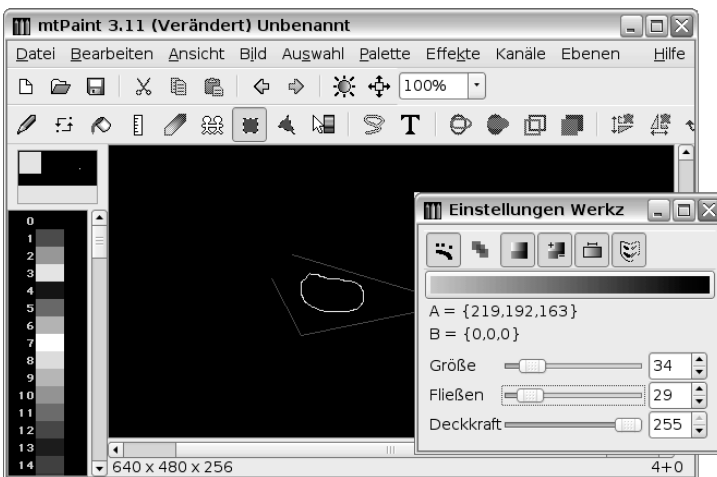 mtPaint 3.11 (Verändert) Unbenannt
Datei Bearbeiten Ansicht Bild Auswahl Palette Effekte Kanäle Ebenen Hilfe
100%
T
Einstellungen Werkz
A = {219,192,163}
B = {0,0,0}
Größe 34
Fließen 29
Deckkraft 255
0
1
2
3
4
5
6
7
8
9
10
11
12
13
14
640 x 480 x 256 4+0